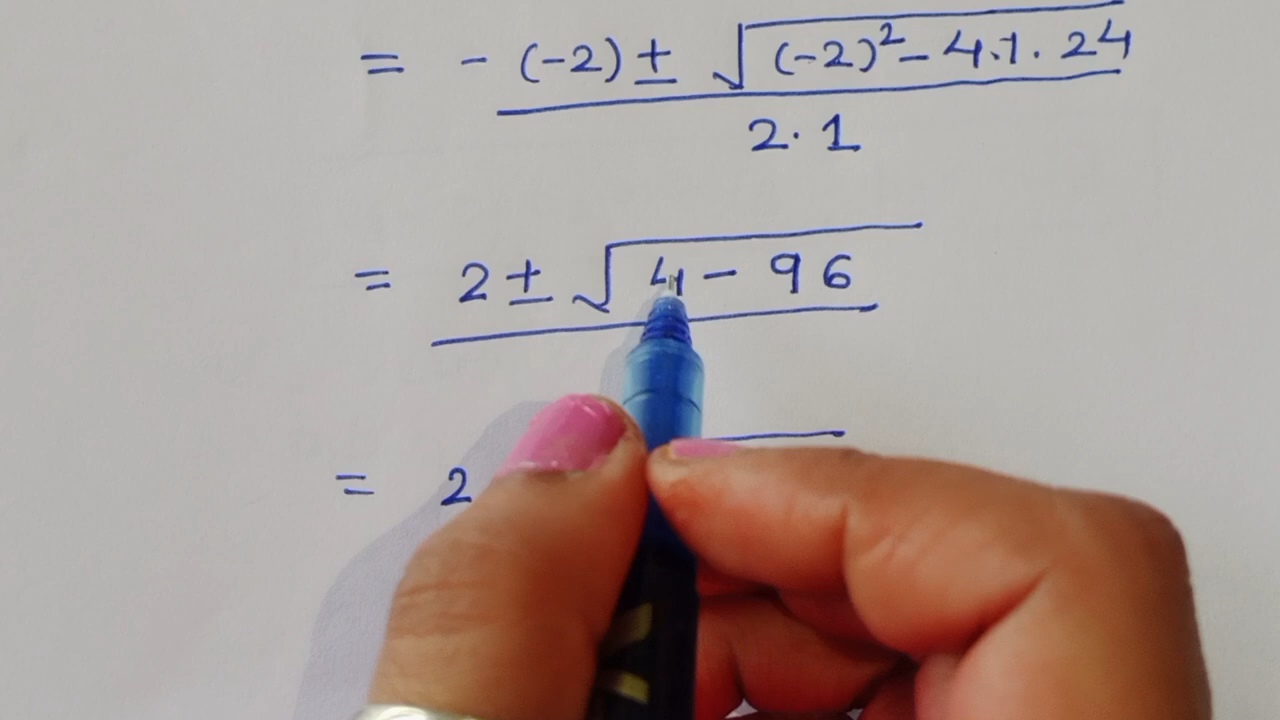 = - (-2) ± √(-2)² - 4.1.24
2.1
= 2 ± √4 - 96
= 2